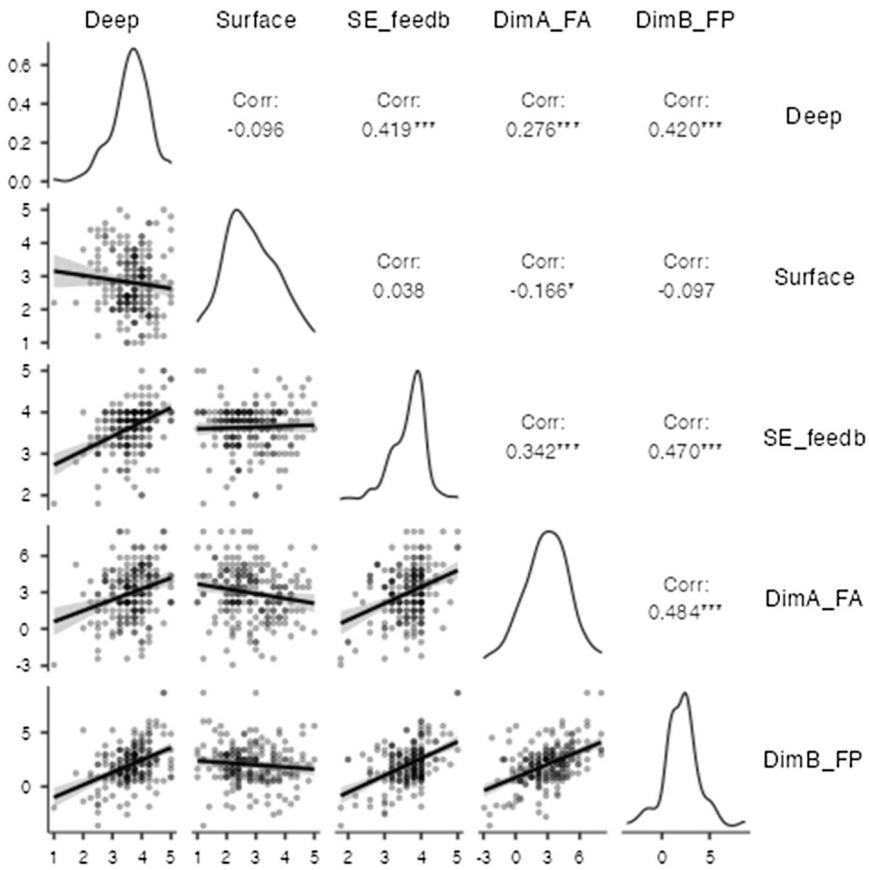 Deep Surface SE_feedb DimA_FA DimB_FP
0.6
0.4
0.2
0.0
Corr:
-0.096
Corr:
0.419***
Corr:
0.276***
Corr:
0.420***
Deep
5
4
3
2
1
Corr:
0.038
Corr:
-0.166*
Corr:
-0.097
Surface
5
4
3
2
Corr:
0.342***
Corr:
0.470***
SE_feedb
6
3
0
-3
Corr:
0.484***
DimA_FA
5
0
DimB_FP
1 2 3 4 5 1 2 3 4 5 2 3 4 5 -3 0 3 6 0 5